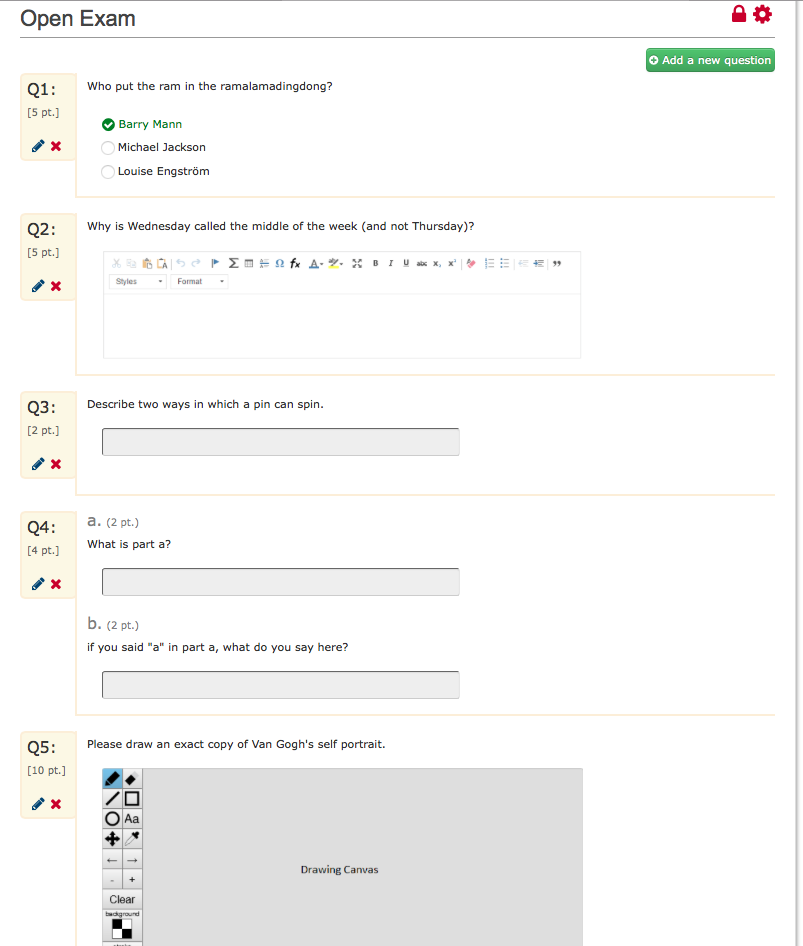 Open Exam
Add a new question
Q1:
[5 pt.]
Who put the ram in the ramalamadingdong?
Barry Mann
Michael Jackson
Louise Engström
Q2:
[5 pt.]
Why is Wednesday called the middle of the week (and not Thursday)?
Styles
Format
Q3:
[2 pt.]
Describe two ways in which a pin can spin.
Q4:
[4 pt.]
a. (2 pt.)
What is part a?
b. (2 pt.)
if you said "a" in part a, what do you say here?
Q5:
[10 pt.]
Please draw an exact copy of Van Gogh's self portrait.
Aa
Drawing Canvas
Clear
background